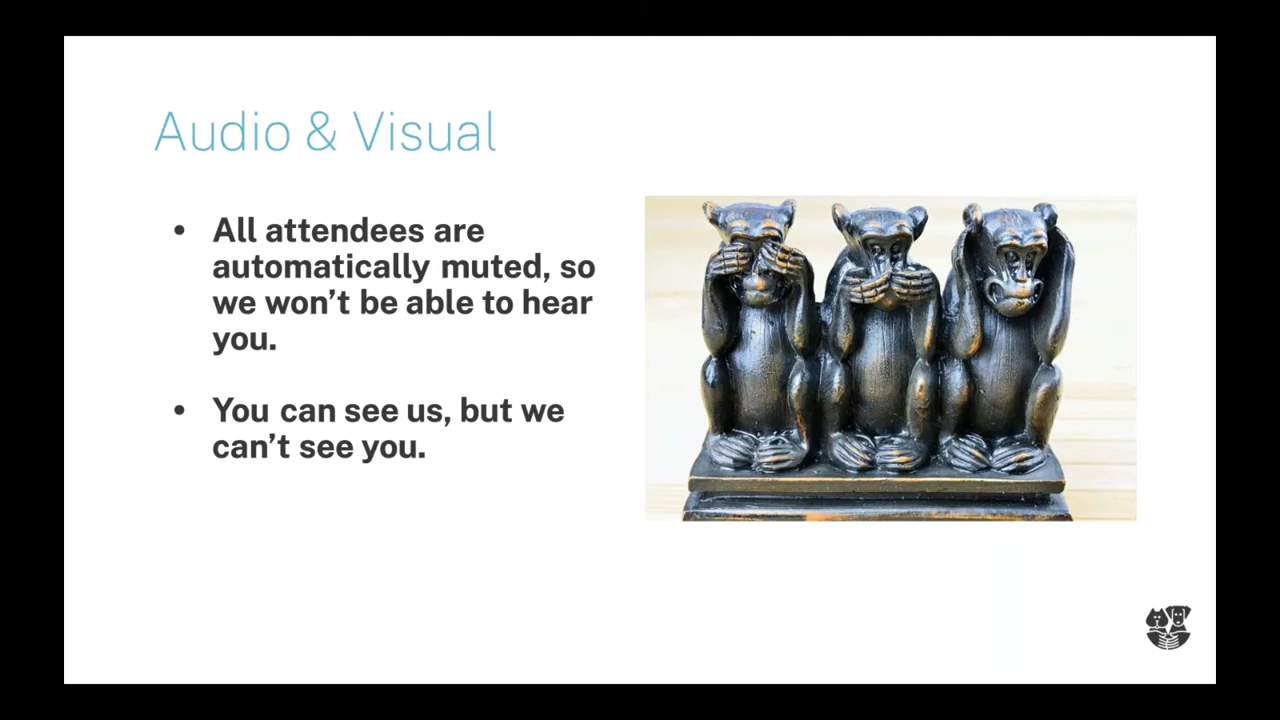 Audio & Visual
• All attendees are
automatically muted, so
we won’t be able to hear
you.
• You can see us, but we
can’t see you.